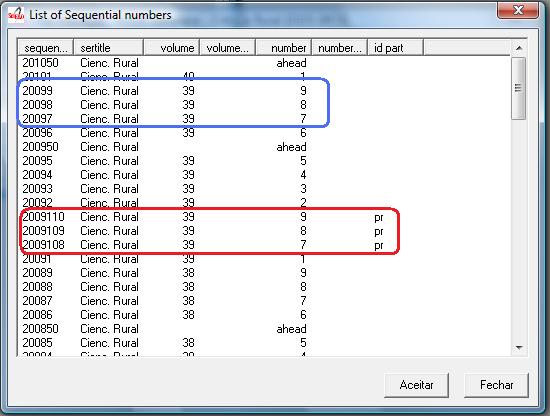 List of Sequential numbers
sequen... sertitle volume volume... number number... id part
201050 Cienc. Rural ahead
20101 Cienc. Rural 40 1
20099 Cienc. Rural 39 9
20098 Cienc. Rural 39 8
20097 Cienc. Rural 39 7
20096 Cienc. Rural 39 6
200950 Cienc. Rural ahead
20095 Cienc. Rural 39 5
20094 Cienc. Rural 39 4
20093 Cienc. Rural 39 3
20092 Cienc. Rural 39 2
2009110 Cienc. Rural 39 9 pr
2009109 Cienc. Rural 39 8 pr
2009108 Cienc. Rural 39 7 pr
20091 Cienc. Rural 39 1
20089 Cienc. Rural 38 9
20088 Cienc. Rural 38 8
20087 Cienc. Rural 38 7
20086 Cienc. Rural 38 6
200850 Cienc. Rural ahead
20085 Cienc. Rural 38 5
20084 Cienc. Rural 38 4
Aceitar Fechar